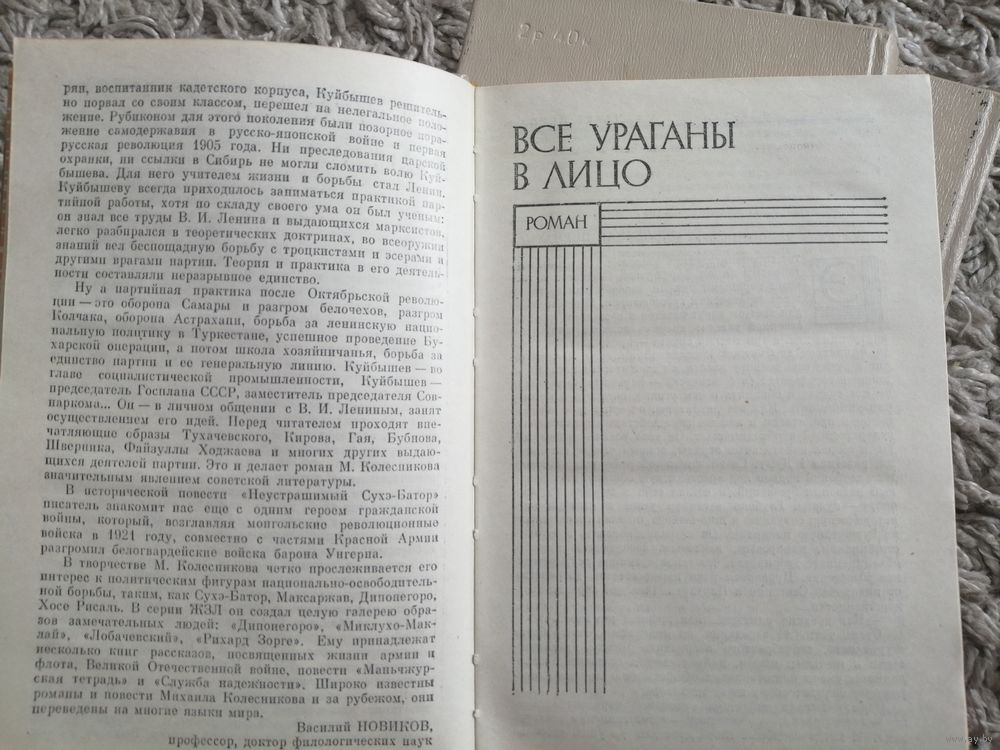 рян, воспитанник кадетского корпуса, Куйбышев решитель-
но порвал со своим классом, перешел на нелегальное поло-
жение. Рубиконом для этого поколения были позорное пора-
жение самодержавия в русско-японской войне и первая
русская революция 1905 года. Ни преследования царской
охранки, ни ссылки в Сибирь не могли сломить волю Куй-
бышева. Для него учителем жизни и борьбы стал Ленин.
Куйбышеву всегда приходилось заниматься практикой пар-
тийной работы, хотя по складу своего ума он был ученым:
он знал все труды В. И. Ленина и выдающихся марксистов,
легко разбирался в теоретических доктринах, во всеоружии
знаний вел беспощадную борьбу с троцкистами и эсерами и
другими врагами партии. Теория и практика в его деятель-
ности составляли неразрывное единство.
Ну а партийная практика после Октябрьской револю-
ции — это оборона Самары и разгром белочехов, разгром
Колчака, оборона Астрахани, борьба за ленинскую нацио-
нальную политику в Туркестане, успешное проведение Бу-
харской операции, а потом школа хозяйничанья, борьба за
единство партии и ее генеральную линию. Куйбышев — во
главе социалистической промышленности, Куйбышев —
председатель Госплана СССР, заместитель председателя Сов-
наркома... Он — в личном общении с В. И. Лениным, занят
осуществлением его идей. Перед читателем проходят впе-
чатляющие образы Тухачевского, Кирова, Гая, Бубнова,
Шверника, Файзуллы Ходжаева и многих других выдаю-
щихся деятелей партии. Это и делает роман М. Колесникова
значительным явлением советской литературы.
В исторической повести «Неустрашимый Сухэ-Батор»
писатель знакомит нас еще с одним героем гражданской
войны, который, возглавляя монгольские революционные
войска в 1921 году, совместно с частями Красной Армии
разгромил белогвардейские войска барона Унгерна.
В творчестве М. Колесникова четко прослеживается его
интерес к политическим фигурам национально-освободитель-
ной борьбы, таким, как Сухэ-Батор, Максаржав, Дипонегоро,
Хосе Рисаль. В серии ЖЗЛ он создал целую галерею обра-
зов замечательных людей: «Дипонегоро», «Миклухо-Мак-
лай», «Лобачевский», «Рихард Зорге». Ему принадлежат
несколько книг рассказов, посвященных жизни армии и
флота, Великой Отечественной войне, повести «Маньчжур-
ская тетрадь» и «Служба надежности». Широко известны
романы и повести Михаила Колесникова и за рубежом, они
переведены на многие языки мира.
Василий НОВИКОВ,
профессор, доктор филологических наук
2р 40к
ВСЕ УРАГАНЫ
В ЛИЦО
РОМАН
www.ay.by